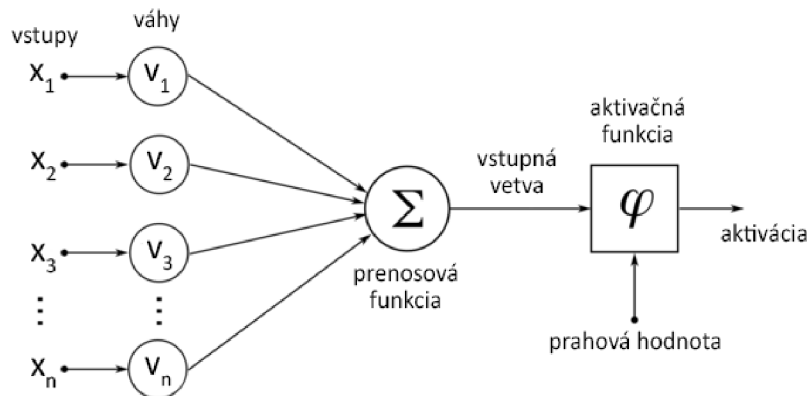 vstupy
váhy
x1
v1
x2
v2
x3
v3
⋮
⋮
xn
vn
Σ
prenosová
funkcia
vstupná
vetva
aktivačná
funkcia
φ
aktivácia
prahová hodnota